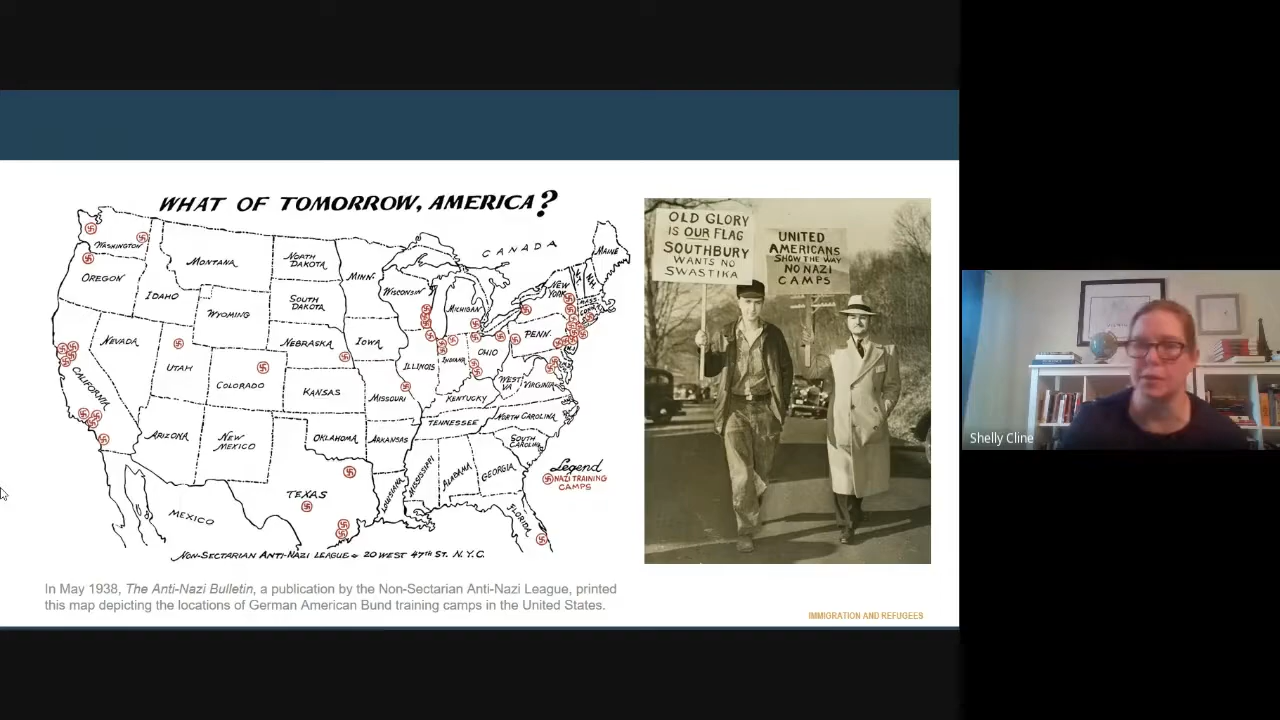 WHAT OF TOMORROW, AMERICA?
CANADA
MAINE
WASHINGTON
MONTANA
NORTH
DAKOTA
MINN.
OREGON
IDAHO
WISCONSIN
MICHIGAN
NEW
YORK
MASS.
CONN.
SOUTH
DAKOTA
WYOMING
NEBRASKA
IOWA
PENN.
NEVADA
UTAH
COLORADO
ILLINOIS
INDIANA
OHIO
WEST
VA
VIRGINIA
CALIFORNIA
KANSAS
MISSOURI
KENTUCKY
TENNESSEE
NORTH CAROLINA
ARIZONA
NEW
MEXICO
OKLAHOMA
ARKANSAS
SOUTH
CAROLINA
MISSISSIPPI
ALABAMA
GEORGIA
LOUISIANA
TEXAS
MEXICO
FLORIDA
Legend
NAZI TRAINING
CAMPS
NON-SECTARIAN ANTI-NAZI LEAGUE 20 WEST 47TH ST. N.Y.C.
In May 1938, The Anti-Nazi Bulletin, a publication by the Non-Sectarian Anti-Nazi League, printed
this map depicting the locations of German American Bund training camps in the United States.
OLD GLORY
IS OUR FLAG
SOUTHBURY
WANTS NO
SWASTIKA
UNITED
AMERICANS
SHOW THE WAY
NO NAZI
CAMPS
IMMIGRATION AND REFUGEES
Shelly Cline